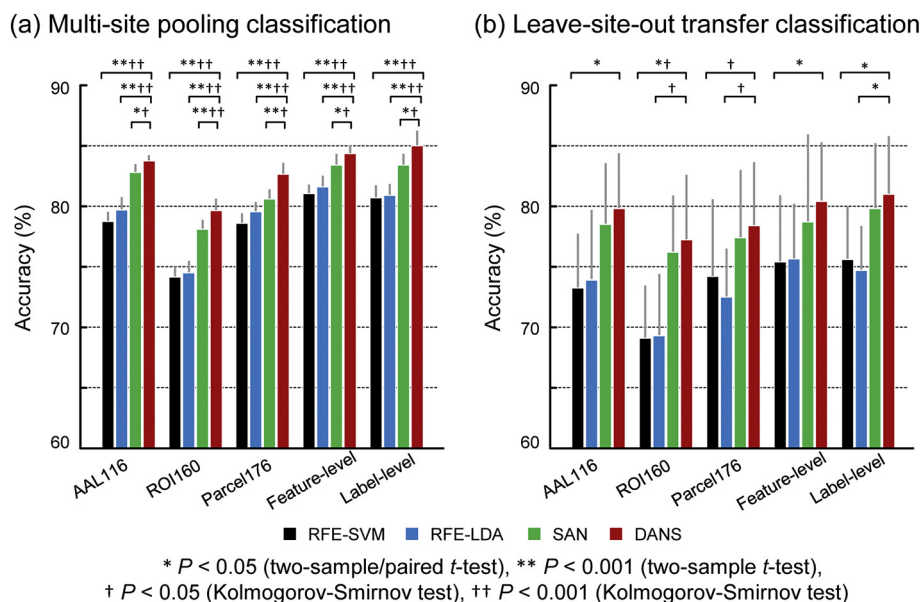 (a) Multi-site pooling classification
(b) Leave-site-out transfer classification
**†† **†† **†† **†† **††
**†† **†† **†† **†† **††
*† **†† **† *† *†
Accuracy (%)
90
80
70
60
AAL116
ROI160
Parcel176
Feature-level
Label-level
* *† † * *
† † *
Accuracy (%)
90
80
70
60
AAL116
ROI160
Parcel176
Feature-level
Label-level
RFE-SVM RFE-LDA SAN DANS
* P < 0.05 (two-sample/paired t-test), ** P < 0.001 (two-sample t-test),
† P < 0.05 (Kolmogorov-Smirnov test), †† P < 0.001 (Kolmogorov-Smirnov test)